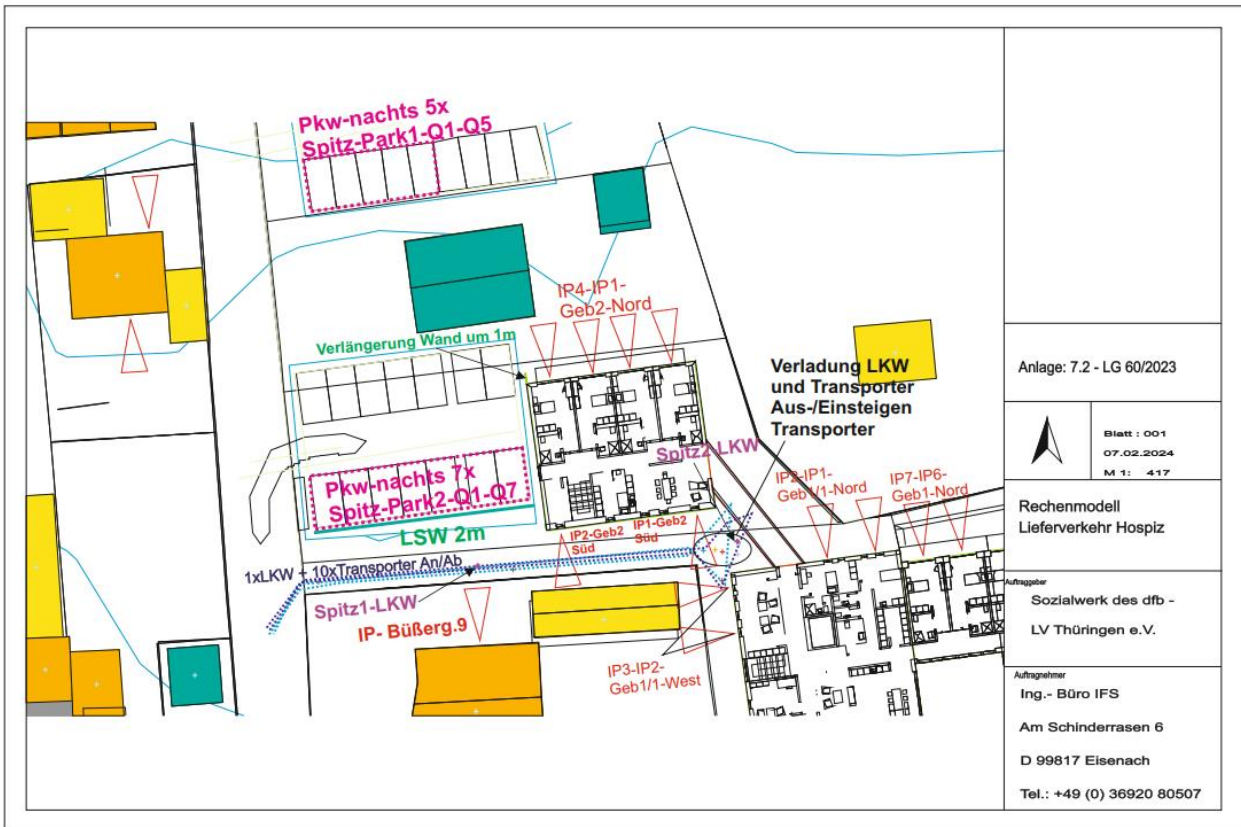 Pkw-nachts 5x
Spitz-Park1-Q1-Q5
IP4-IP1-
Geb2-Nord
Verlängerung Wand um 1m
Verladung LKW
und Transporter
Aus-/Einsteigen
Transporter
Spitz2-LKW
Pkw-nachts 7x
Spitz-Park2-Q1-Q7
LSW 2m
IP2-Geb2
Süd
IP1-Geb2
Süd
IP2-IP1-
Geb1/1-Nord
IP7-IP6-
Geb1-Nord
1xLKW + 10xTransporter An/Ab
Spitz1-LKW
IP- Büßerg.9
IP3-IP2-
Geb1/1-West
Anlage: 7.2 - LG 60/2023
Blatt : 001
07.02.2024
M 1: 417
Rechenmodell
Lieferverkehr Hospiz
Auftraggeber
Sozialwerk des dfb -
LV Thüringen e.V.
Auftragnehmer
Ing.- Büro IFS
Am Schinderrasen 6
D 99817 Eisenach
Tel.: +49 (0) 36920 80507